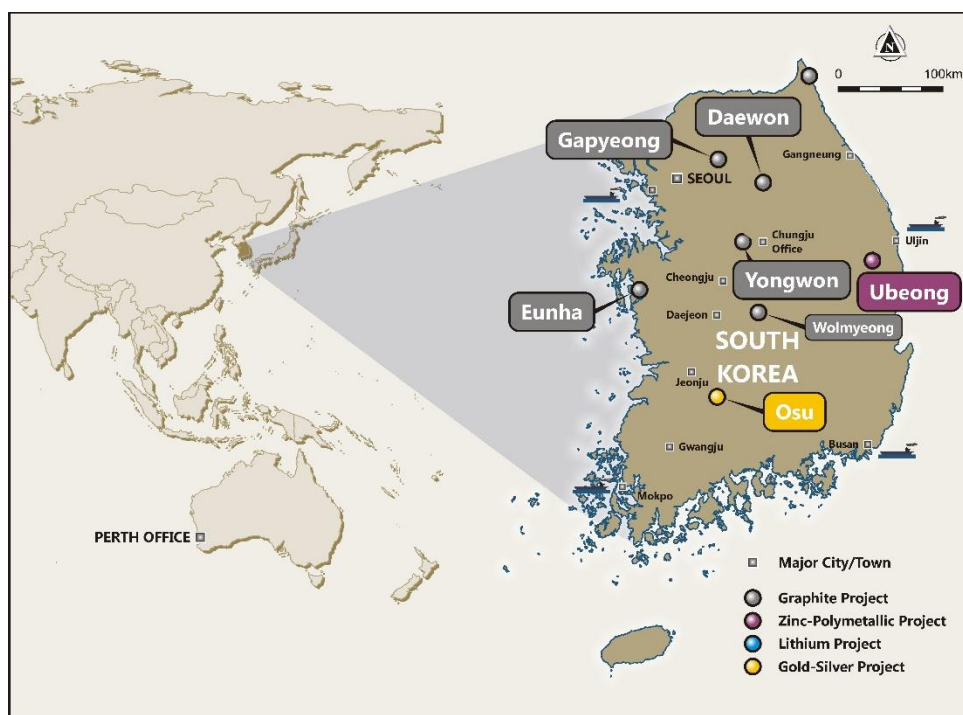 N
0 100km
Daewon
Gapyeong
Gangneung
SEOUL
Chungju
Office
Uljin
Cheongju
Yongwon
Ubeong
Eunha
Daejeon
Wolmyeong
SOUTH
KOREA
Jeonju
Osu
Gwangju
Busan
Mokpo
PERTH OFFICE
Major City/Town
Graphite Project
Zinc-Polymetallic Project
Lithium Project
Gold-Silver Project